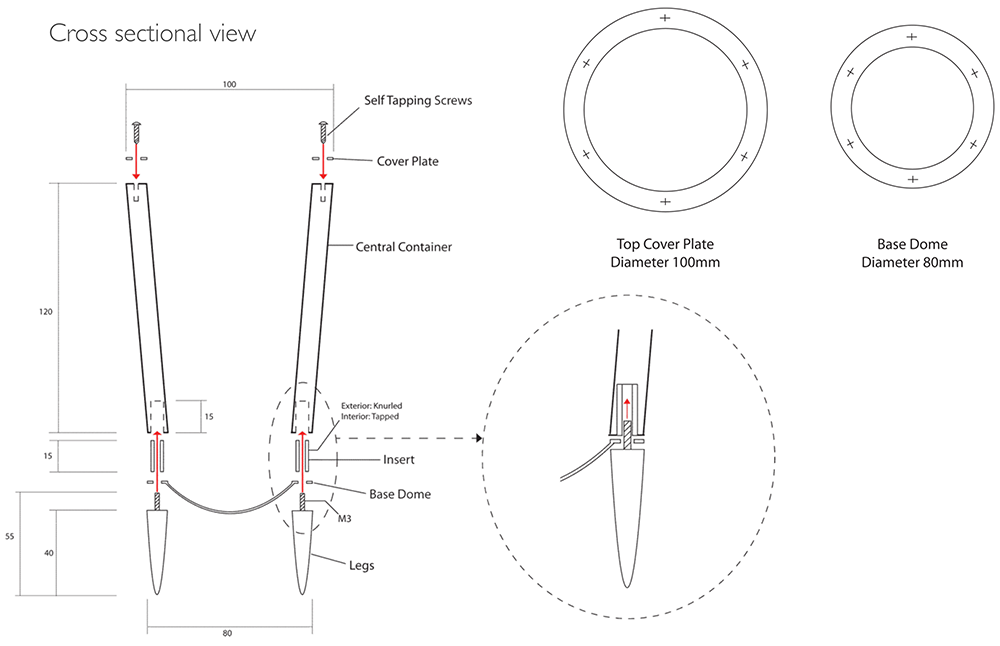 Cross sectional view
100
Self Tapping Screws
Cover Plate
Central Container
120
15
Exterior: Knurled
Interior: Tapped
15
Insert
Base Dome
M3
55
40
Legs
80
Top Cover Plate
Diameter 100mm
Base Dome
Diameter 80mm